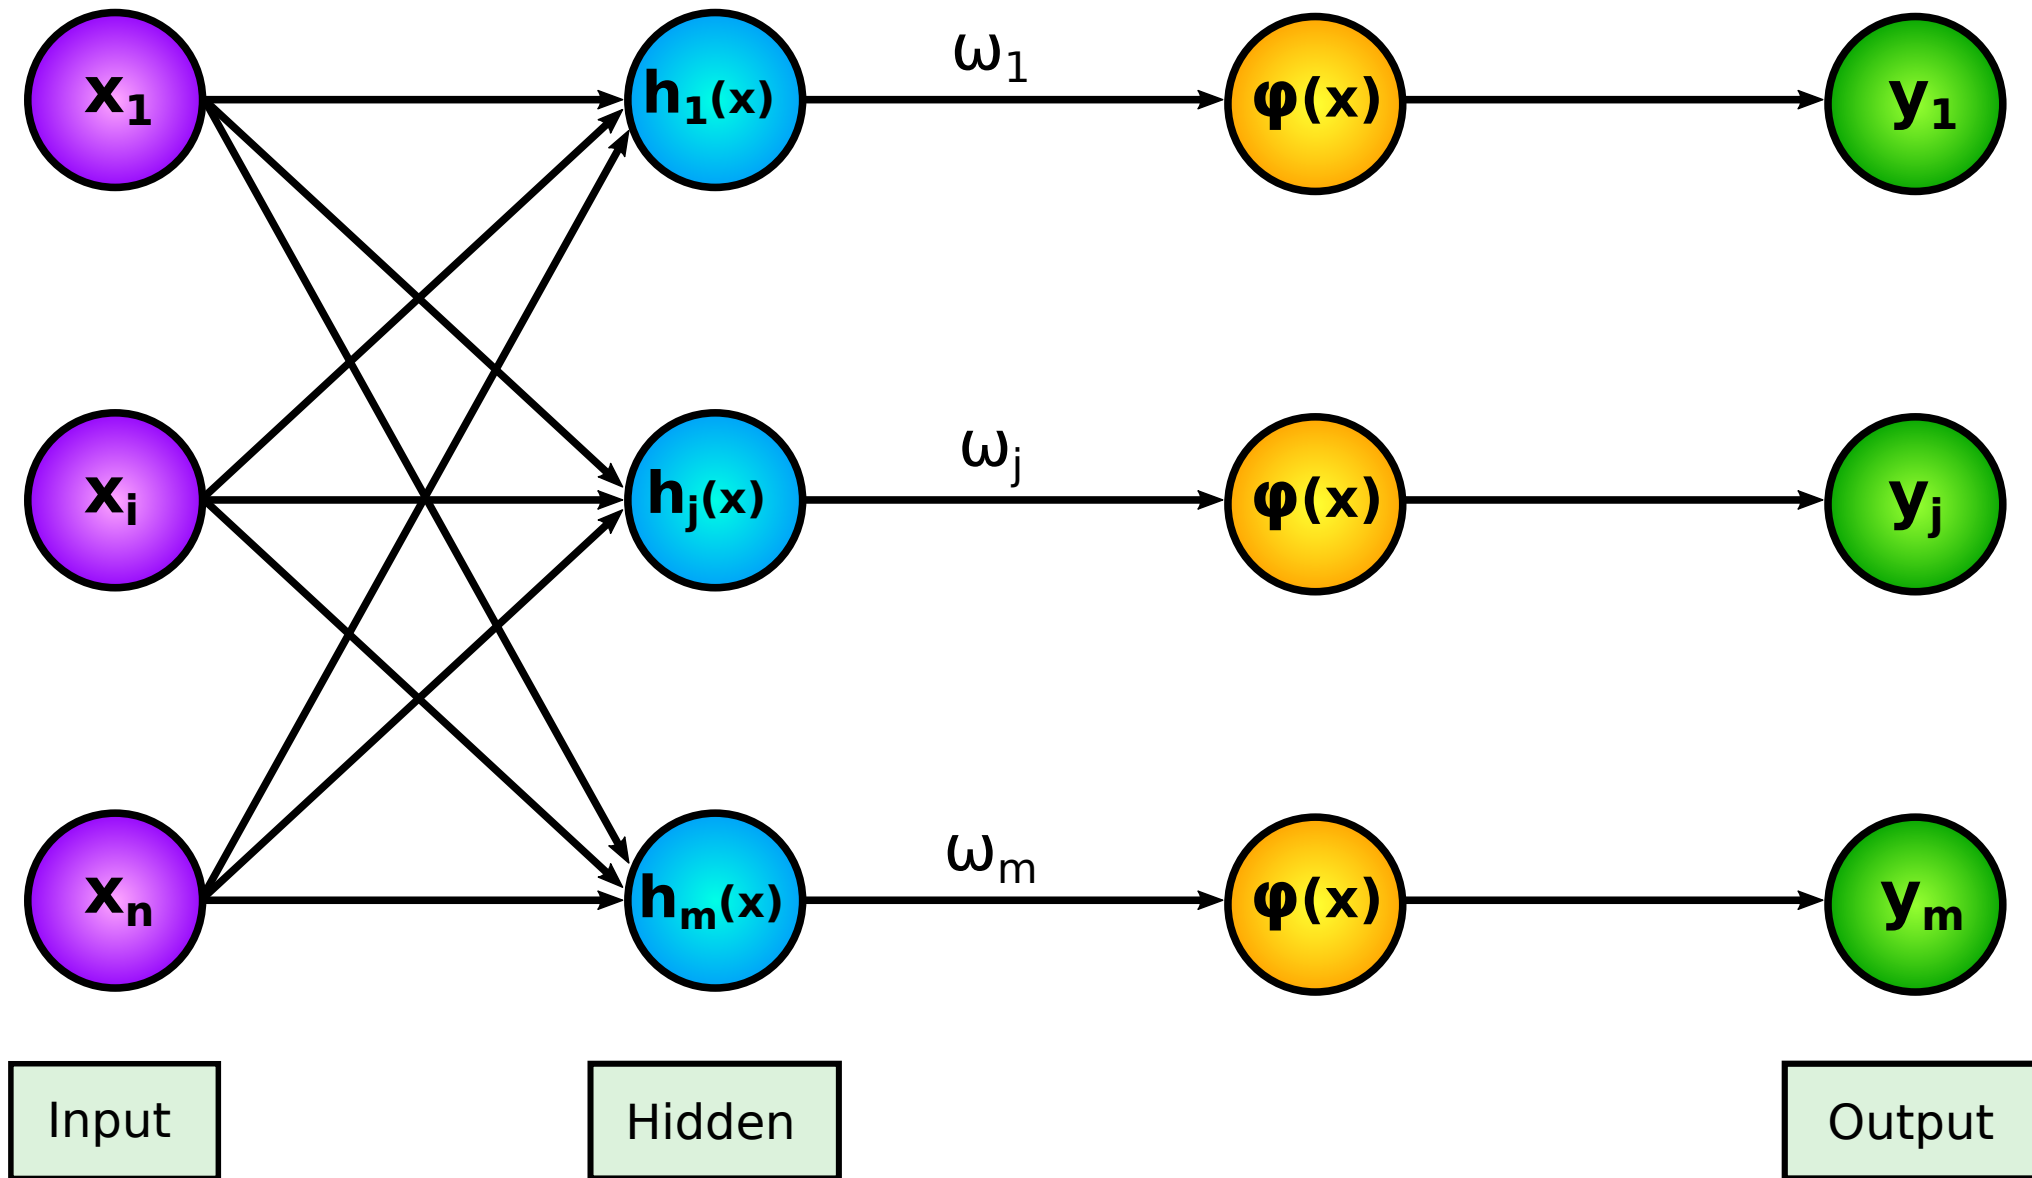 x₁ h₁(x) ω₁ φ(x) y₁
xᵢ hⱼ(x) ωⱼ φ(x) yⱼ
xₙ hₘ(x) ωₘ φ(x) yₘ
Input Hidden Output